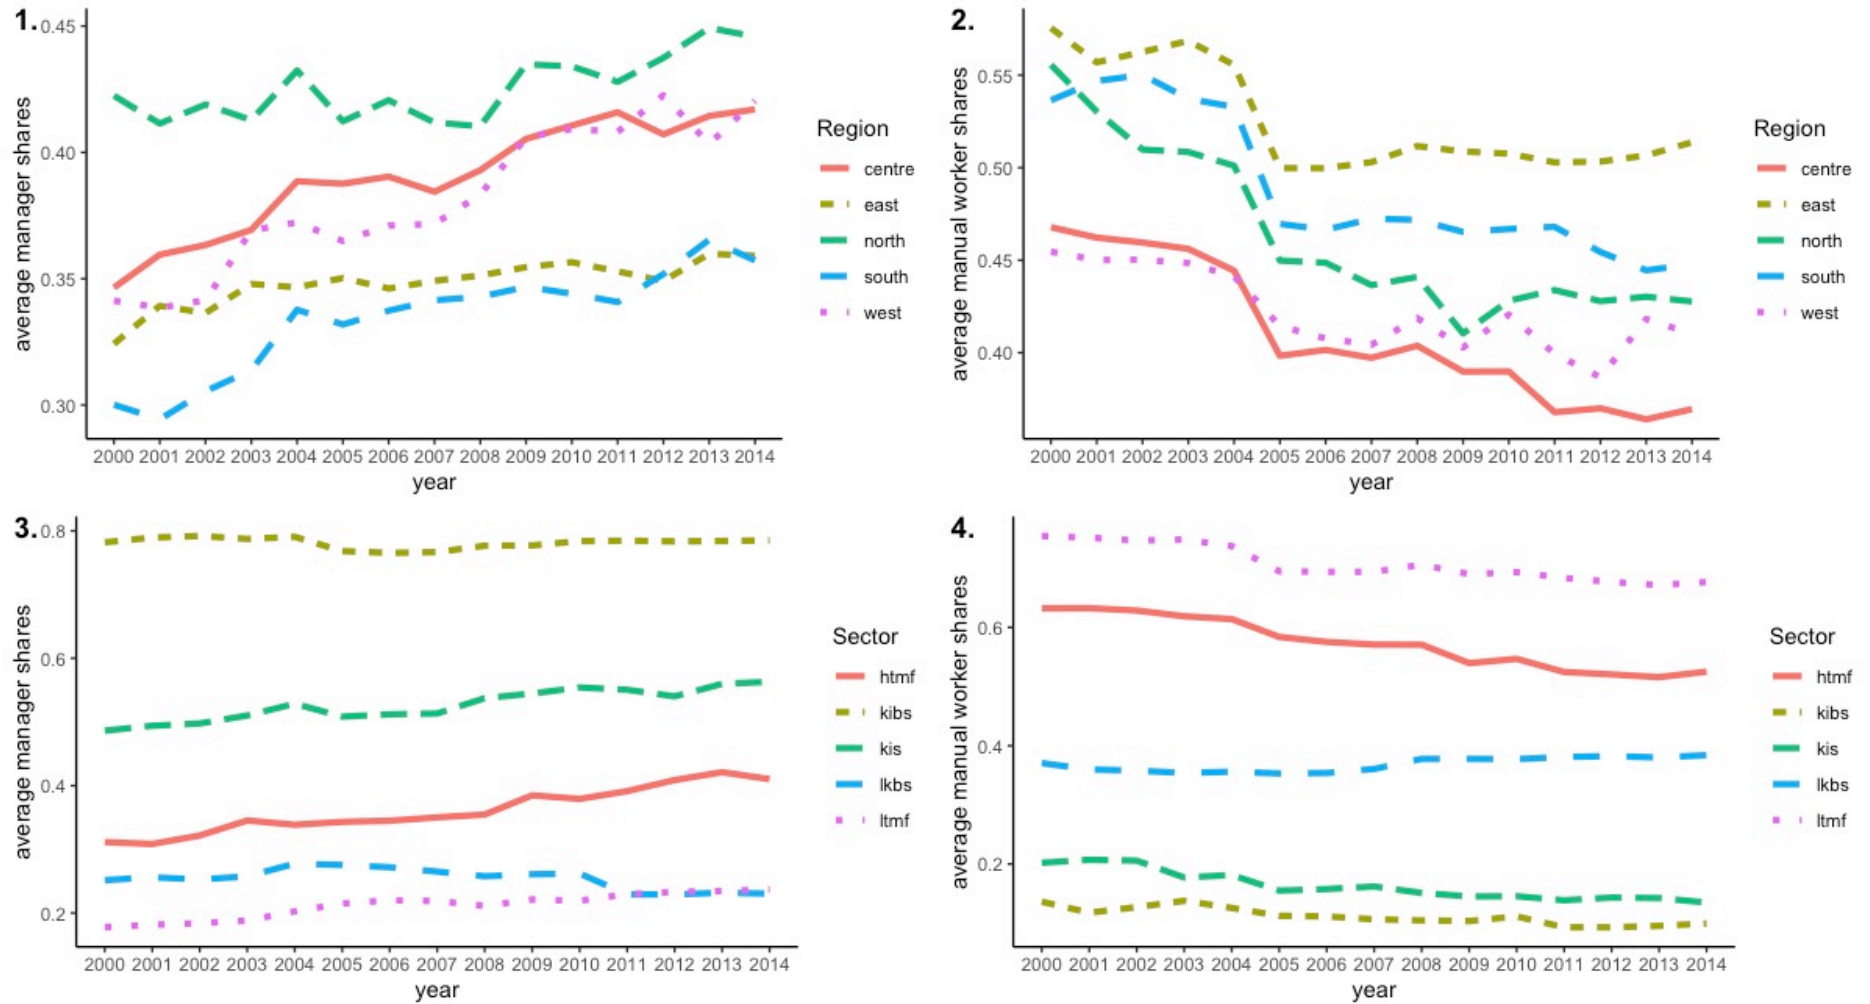 1.
average manager shares
0.45
0.40
0.35
0.30
2000 2001 2002 2003 2004 2005 2006 2007 2008 2009 2010 2011 2012 2013 2014
year
Region
centre
east
north
south
west
2.
average manual worker shares
0.55
0.50
0.45
0.40
2000 2001 2002 2003 2004 2005 2006 2007 2008 2009 2010 2011 2012 2013 2014
year
Region
centre
east
north
south
west
3.
average manager shares
0.8
0.6
0.4
0.2
2000 2001 2002 2003 2004 2005 2006 2007 2008 2009 2010 2011 2012 2013 2014
year
Sector
htmf
kibs
kis
lkbs
ltmf
4.
average manual worker shares
0.6
0.4
0.2
2000 2001 2002 2003 2004 2005 2006 2007 2008 2009 2010 2011 2012 2013 2014
year
Sector
htmf
kibs
kis
lkbs
ltmf